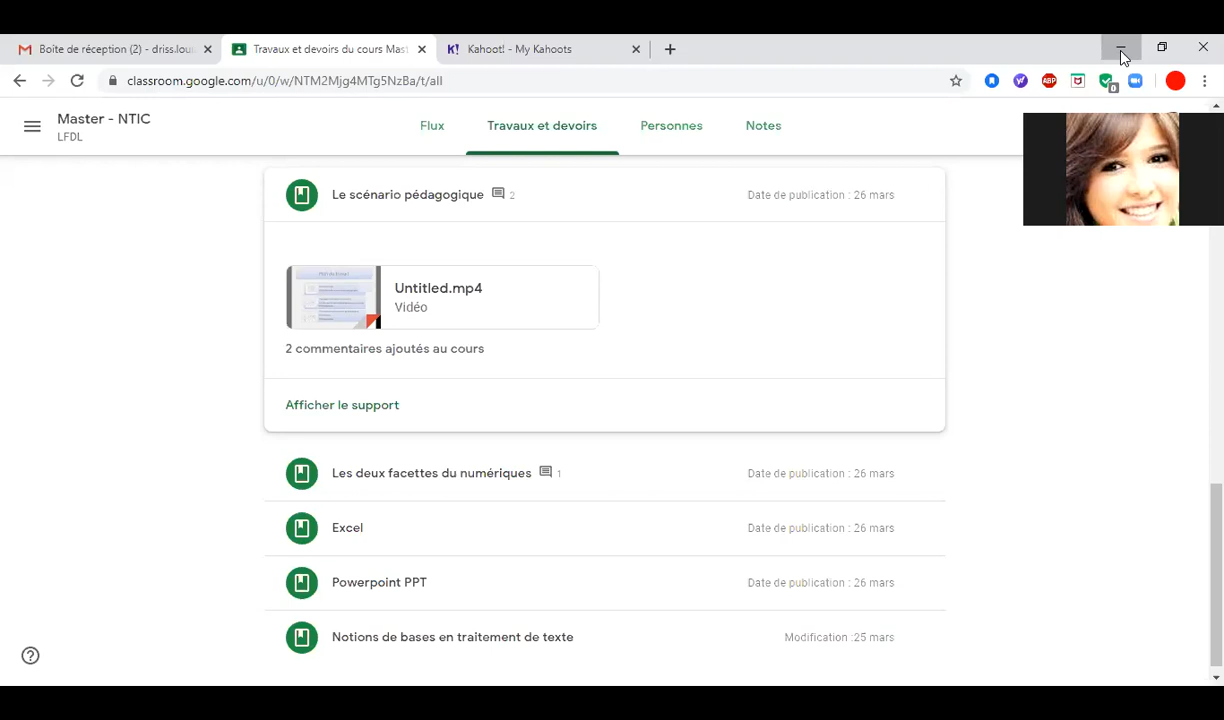 Boîte de réception (2) - driss.lour
Travaux et devoirs du cours Mast
Kahoot! - My Kahoots
classroom.google.com/u/0/w/NTM2Mjg4MTg5NzBa/t/all
ABP
0
Master - NTIC
LFDL
Flux
Travaux et devoirs
Personnes
Notes
Le scénario pédagogique 2
Date de publication : 26 mars
Untitled.mp4
Vidéo
2 commentaires ajoutés au cours
Afficher le support
Les deux facettes du numériques 1
Date de publication : 26 mars
Excel
Date de publication : 26 mars
Powerpoint PPT
Date de publication : 26 mars
Notions de bases en traitement de texte
Modification :25 mars